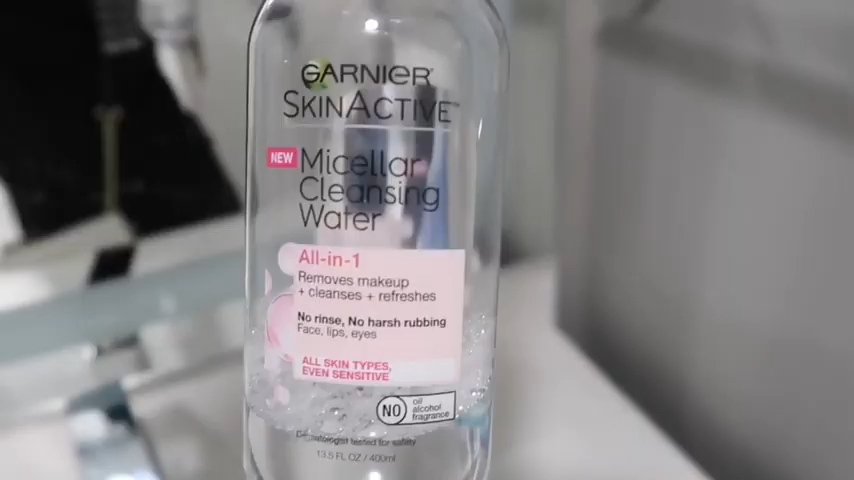 GARNIER
SKINACTIVE™
NEW
Micellar
Cleansing
Water
All-in-1
Removes makeup
+ cleanses + refreshes
No rinse, No harsh rubbing
Face, lips, eyes
ALL SKIN TYPES,
EVEN SENSITIVE
NO
oil
alcohol
fragrance
Dermatologist tested for safety
13.5 FL OZ / 400ml